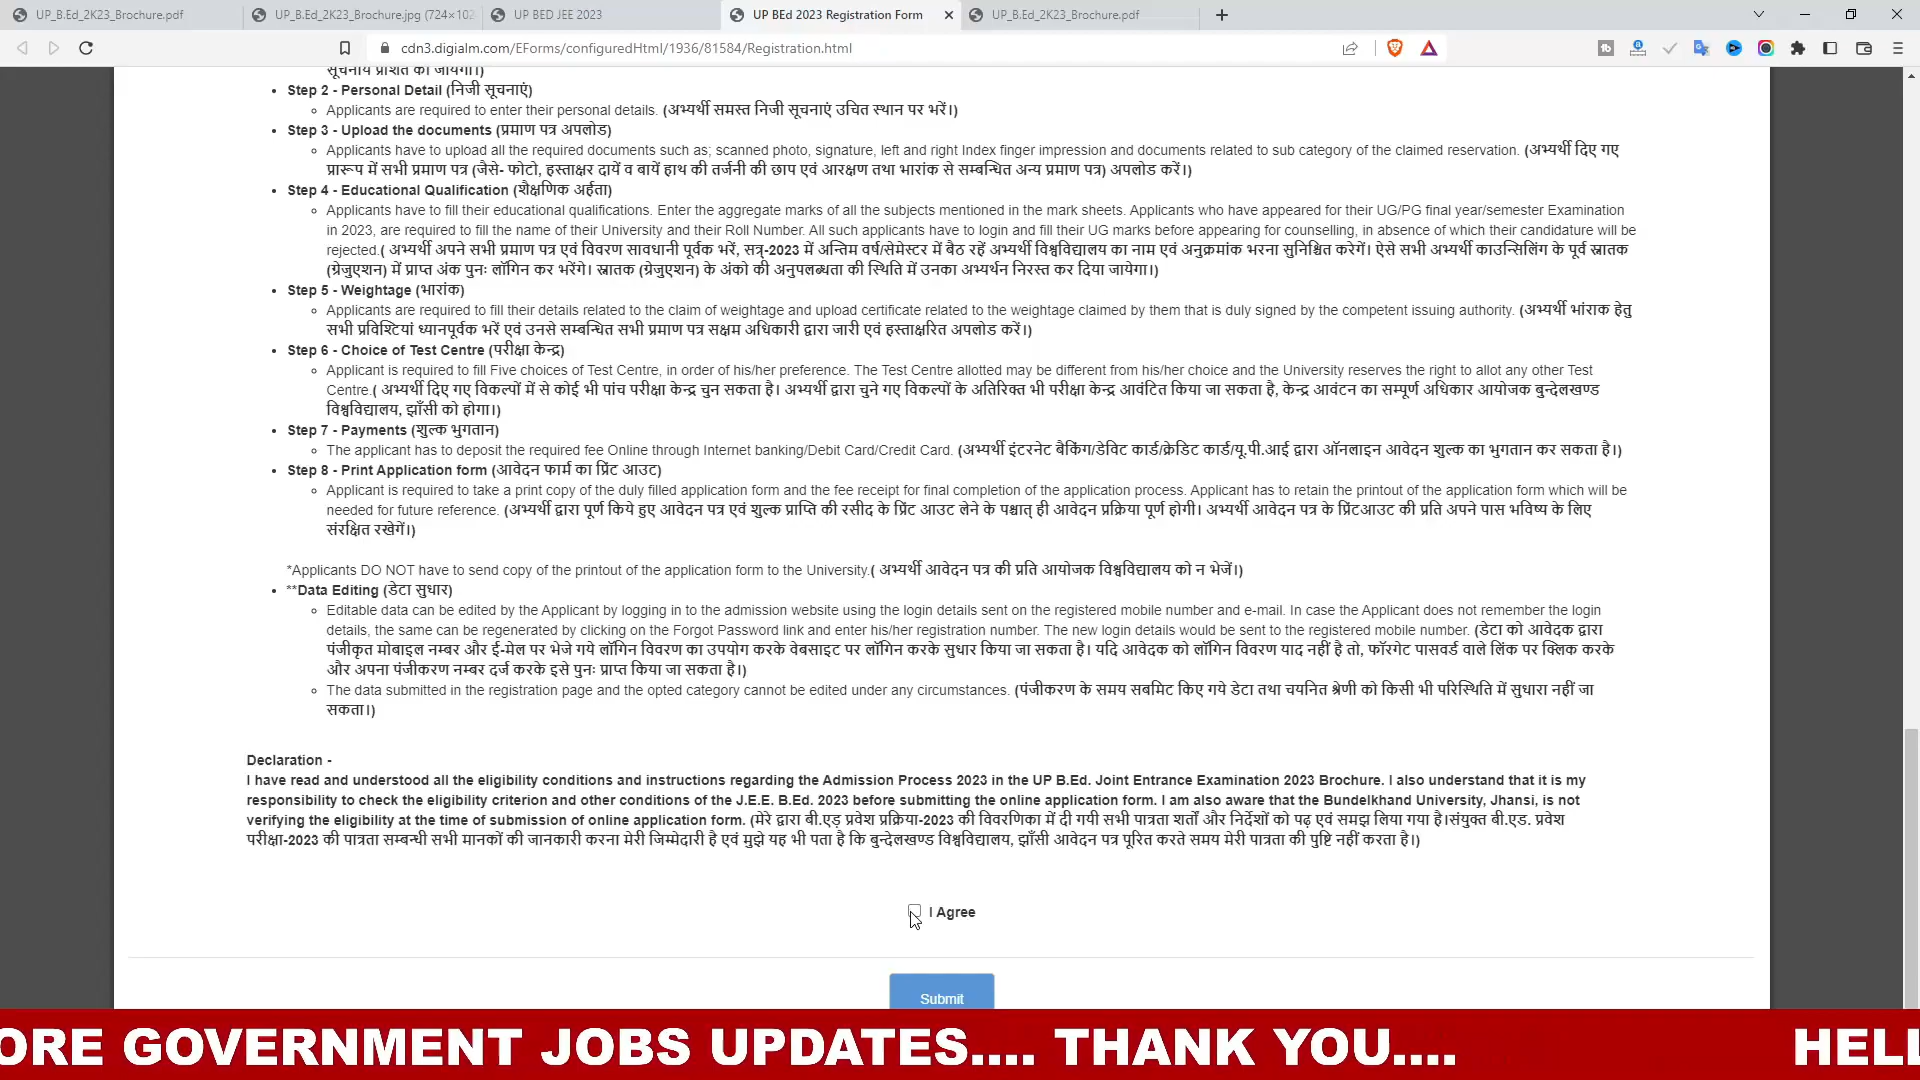 UP_B.Ed_2K23_Brochure.pdf
UP_B.Ed_2K23_Brochure.jpg (724×102
UP BED JEE 2023
UP BEd 2023 Registration Form
UP_B.Ed_2K23_Brochure.pdf
cdn3.digialm.com/EForms/configuredHtml/1936/81584/Registration.html
Step 2 - Personal Detail (निजी सूचनाएं)
Applicants are required to enter their personal details. (अभ्यर्थी समस्त निजी सूचनाएं उचित स्थान पर भरें।)
Step 3 - Upload the documents (प्रमाण पत्र अपलोड)
Applicants have to upload all the required documents such as; scanned photo, signature, left and right Index finger impression and documents related to sub category of the claimed reservation. (अभ्यर्थी दिए गए
प्रारूप में सभी प्रमाण पत्र (जैसे- फोटो, हस्ताक्षर दायें व बायें हाथ की तर्जनी की छाप एवं आरक्षण तथा भारांक से सम्बन्धित अन्य प्रमाण पत्र) अपलोड करें।)
Step 4 - Educational Qualification (शैक्षणिक अर्हता)
Applicants have to fill their educational qualifications. Enter the aggregate marks of all the subjects mentioned in the mark sheets. Applicants who have appeared for their UG/PG final year/semester Examination
in 2023, are required to fill the name of their University and their Roll Number. All such applicants have to login and fill their UG marks before appearing for counselling, in absence of which their candidature will be
rejected.( अभ्यर्थी अपने सभी प्रमाण पत्र एवं विवरण सावधानी पूर्वक भरें, सत्र्-2023 में अन्तिम वर्ष/सेमेस्टर में बैठ रहें अभ्यर्थी विश्वविद्यालय का नाम एवं अनुक्रमांक भरना सुनिश्चित करेगें। ऐसे सभी अभ्यर्थी काउन्सिलिंग के पूर्व स्नातक
(ग्रेजुएशन) में प्राप्त अंक पुनः लॉगिन कर भरेंगे। स्नातक (ग्रेजुएशन) के अंको की अनुपलब्धता की स्थिति में उनका अभ्यर्थन निरस्त कर दिया जायेगा।)
Step 5 - Weightage (भारांक)
Applicants are required to fill their details related to the claim of weightage and upload certificate related to the weightage claimed by them that is duly signed by the competent issuing authority. (अभ्यर्थी भांराक हेतु
सभी प्रविश्टियां ध्यानपूर्वक भरें एवं उनसे सम्बन्धित सभी प्रमाण पत्र सक्षम अधिकारी द्वारा जारी एवं हस्ताक्षरित अपलोड करें।)
Step 6 - Choice of Test Centre (परीक्षा केन्द्र)
Applicant is required to fill Five choices of Test Centre, in order of his/her preference. The Test Centre allotted may be different from his/her choice and the University reserves the right to allot any other Test
Centre.( अभ्यर्थी दिए गए विकल्पों में से कोई भी पांच परीक्षा केन्द्र चुन सकता है। अभ्यर्थी द्वारा चुने गए विकल्पों के अतिरिक्त भी परीक्षा केन्द्र आवंटित किया जा सकता है, केन्द्र आवंटन का सम्पूर्ण अधिकार आयोजक बुन्देलखण्ड
विश्वविद्यालय, झाँसी को होगा।)
Step 7 - Payments (शुल्क भुगतान)
The applicant has to deposit the required fee Online through Internet banking/Debit Card/Credit Card. (अभ्यर्थी इंटरनेट बैकिंग/डेविट कार्ड/क्रेडिट कार्ड/यू.पी.आई द्वारा ऑनलाइन आवेदन शुल्क का भुगतान कर सकता है।)
Step 8 - Print Application form (आवेदन फार्म का प्रिंट आउट)
Applicant is required to take a print copy of the duly filled application form and the fee receipt for final completion of the application process. Applicant has to retain the printout of the application form which will be
needed for future reference. (अभ्यर्थी द्वारा पूर्ण किये हुए आवेदन पत्र एवं शुल्क प्राप्ति की रसीद के प्रिंट आउट लेने के पश्चात् ही आवेदन प्रक्रिया पूर्ण होगी। अभ्यर्थी आवेदन पत्र के प्रिंटआउट की प्रति अपने पास भविष्य के लिए
संरक्षित रखेगें।)
*Applicants DO NOT have to send copy of the printout of the application form to the University.( अभ्यर्थी आवेदन पत्र की प्रति आयोजक विश्वविद्यालय को न भेजें।)
**Data Editing (डेटा सुधार)
Editable data can be edited by the Applicant by logging in to the admission website using the login details sent on the registered mobile number and e-mail. In case the Applicant does not remember the login
details, the same can be regenerated by clicking on the Forgot Password link and enter his/her registration number. The new login details would be sent to the registered mobile number. (डेटा को आवेदक द्वारा
पंजीकृत मोबाइल नम्बर और ई-मेल पर भेजे गये लॉगिन विवरण का उपयोग करके वेबसाइट पर लॉगिन करके सुधार किया जा सकता है। यदि आवेदक को लॉगिन विवरण याद नहीं है तो, फॉरगेट पासवर्ड वाले लिंक पर क्लिक करके
और अपना पंजीकरण नम्बर दर्ज करके इसे पुनः प्राप्त किया जा सकता है।)
The data submitted in the registration page and the opted category cannot be edited under any circumstances. (पंजीकरण के समय सबमिट किए गये डेटा तथा चयनित श्रेणी को किसी भी परिस्थिति में सुधारा नहीं जा
सकता।)
Declaration -
I have read and understood all the eligibility conditions and instructions regarding the Admission Process 2023 in the UP B.Ed. Joint Entrance Examination 2023 Brochure. I also understand that it is my
responsibility to check the eligibility criterion and other conditions of the J.E.E. B.Ed. 2023 before submitting the online application form. I am also aware that the Bundelkhand University, Jhansi, is not
verifying the eligibility at the time of submission of online application form. (मेरे द्वारा बी.एड़ प्रवेश प्रक्रिया-2023 की विवरणिका में दी गयी सभी पात्रता शर्तों और निर्देशों को पढ़ एवं समझ लिया गया है।संयुक्त बी.एड. प्रवेश
परीक्षा-2023 की पात्रता सम्बन्धी सभी मानकों की जानकारी करना मेरी जिम्मेदारी है एवं मुझे यह भी पता है कि बुन्देलखण्ड विश्वविद्यालय, झाँसी आवेदन पत्र पूरित करते समय मेरी पात्रता की पुष्टि नहीं करता है।)
I Agree
Submit
ORE GOVERNMENT JOBS UPDATES.... THANK YOU.... HELL